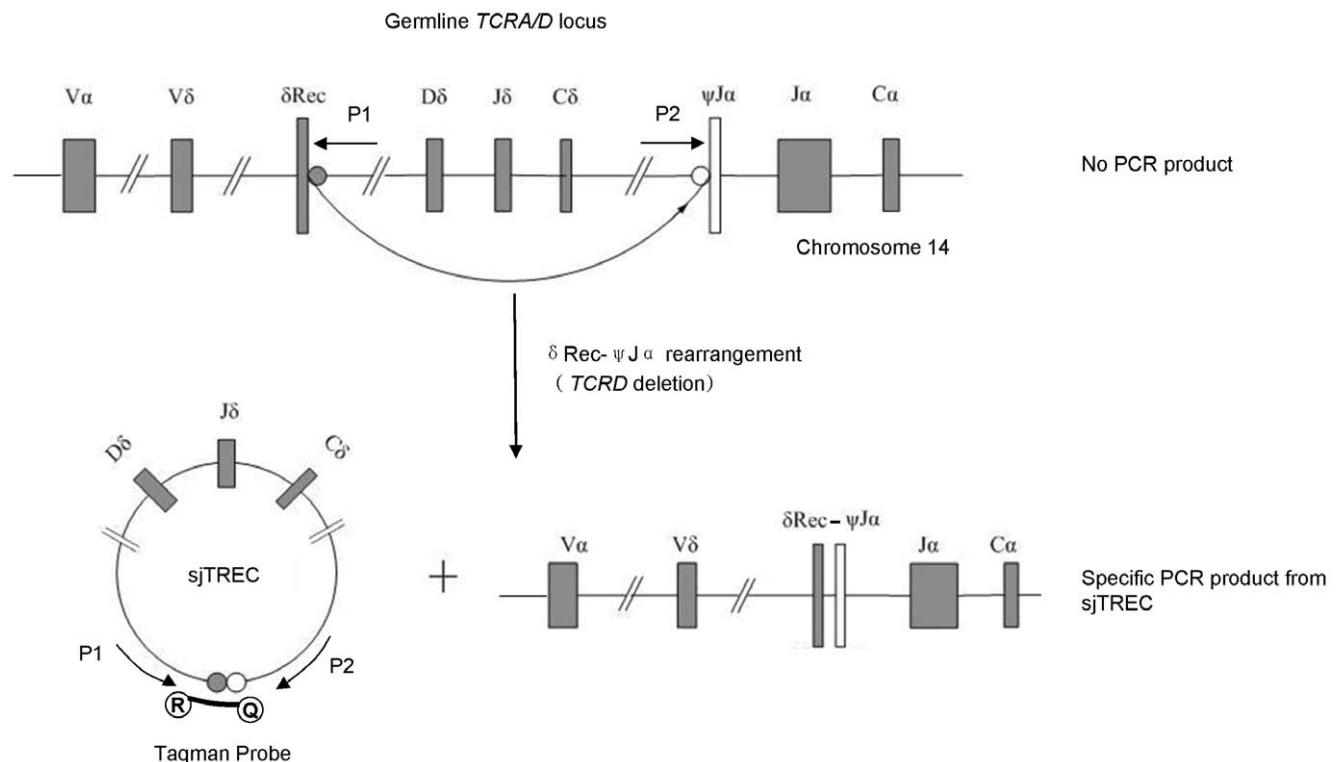 Germline TCRA/D locus
Vα Vδ δRec P1 Dδ Jδ Cδ P2 ψJα Jα Cα
No PCR product
Chromosome 14
δ Rec- ψ J α rearrangement
( TCRD deletion)
Dδ Jδ Cδ
sjTREC
P1 P2
R Q
Taqman Probe
+
Vα Vδ δRec – ψJα Jα Cα
Specific PCR product from
sjTREC